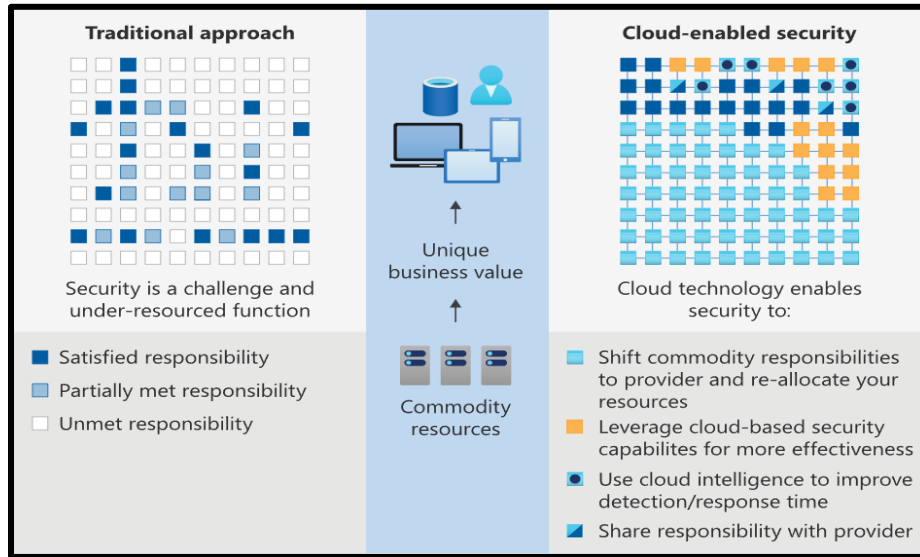 Traditional approach
Security is a challenge and
under-resourced function
Satisfied responsibility
Partially met responsibility
Unmet responsibility
Unique
business value
Commodity
resources
Cloud-enabled security
Cloud technology enables
security to:
Shift commodity responsibilities
to provider and re-allocate your
resources
Leverage cloud-based security
capabilites for more effectiveness
Use cloud intelligence to improve
detection/response time
Share responsibility with provider